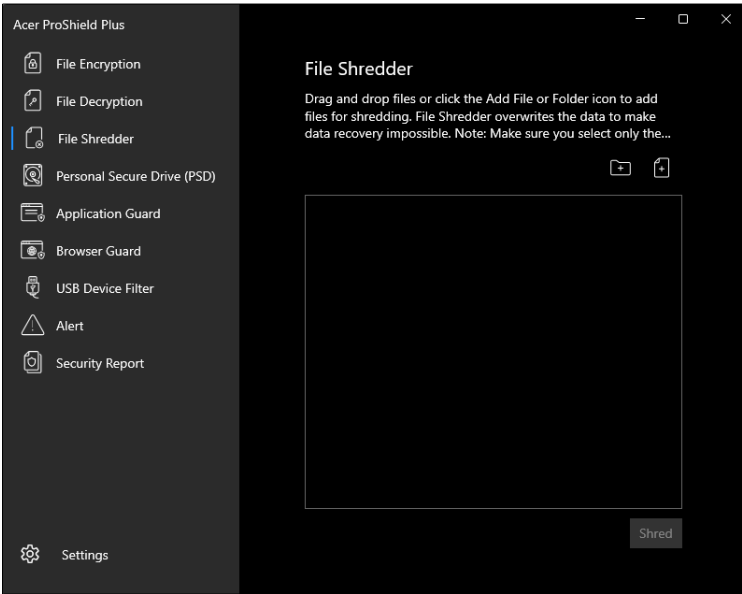 Acer ProShield Plus
File Encryption
File Decryption
File Shredder
Personal Secure Drive (PSD)
Application Guard
Browser Guard
USB Device Filter
Alert
Security Report
Settings
File Shredder
Drag and drop files or click the Add File or Folder icon to add
files for shredding. File Shredder overwrites the data to make
data recovery impossible. Note: Make sure you select only the...
Shred